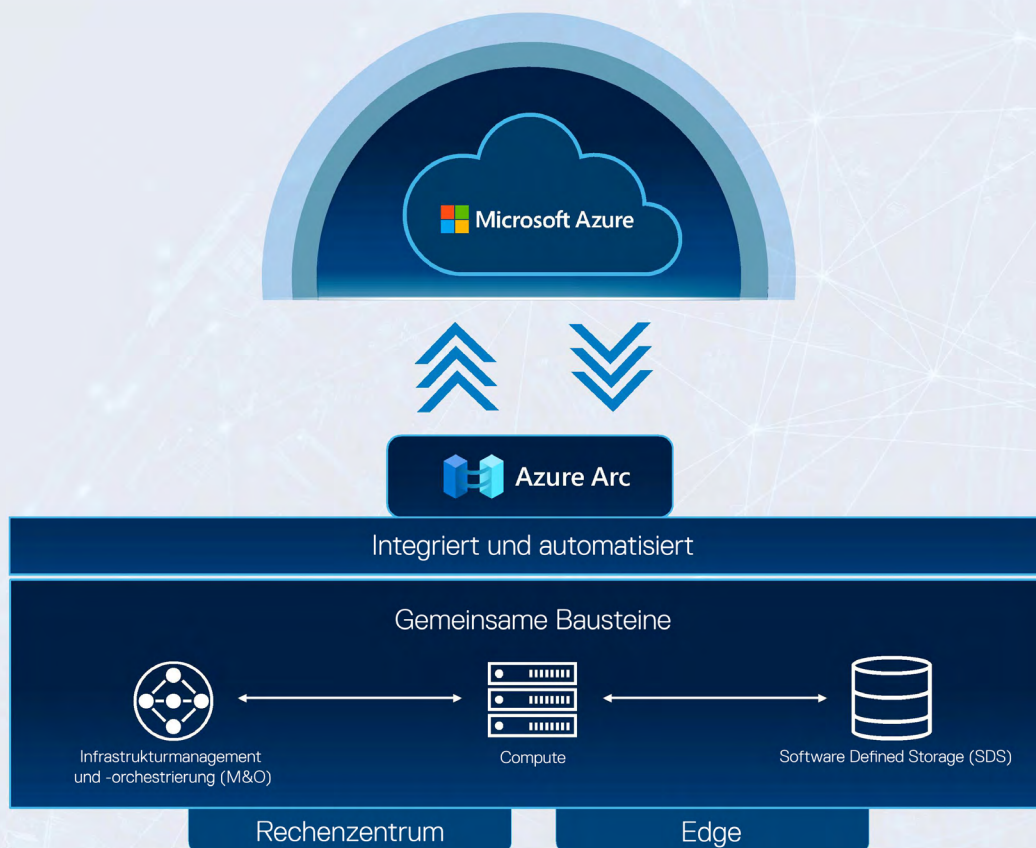 Microsoft Azure
Azure Arc
Integriert und automatisiert
Gemeinsame Bausteine
Infrastrukturmanagement
und -orchestrierung (M&O)
Compute
Software Defined Storage (SDS)
Rechenzentrum
Edge